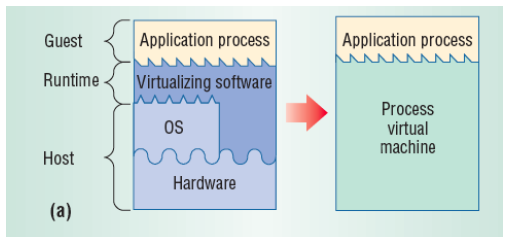 Guest
Application process
Runtime
Virtualizing software
OS
Host
Hardware
(a)
Application process
Process
virtual
machine